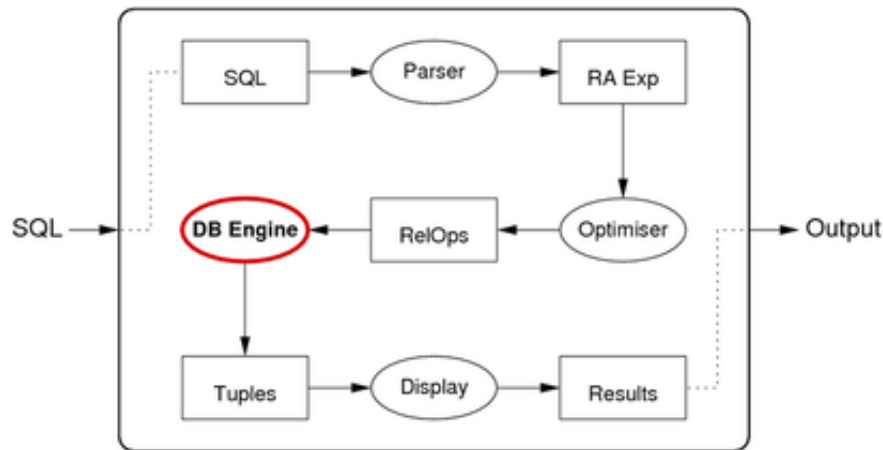 SQL
Parser
RA Exp
SQL
DB Engine
RelOps
Optimiser
Output
Tuples
Display
Results